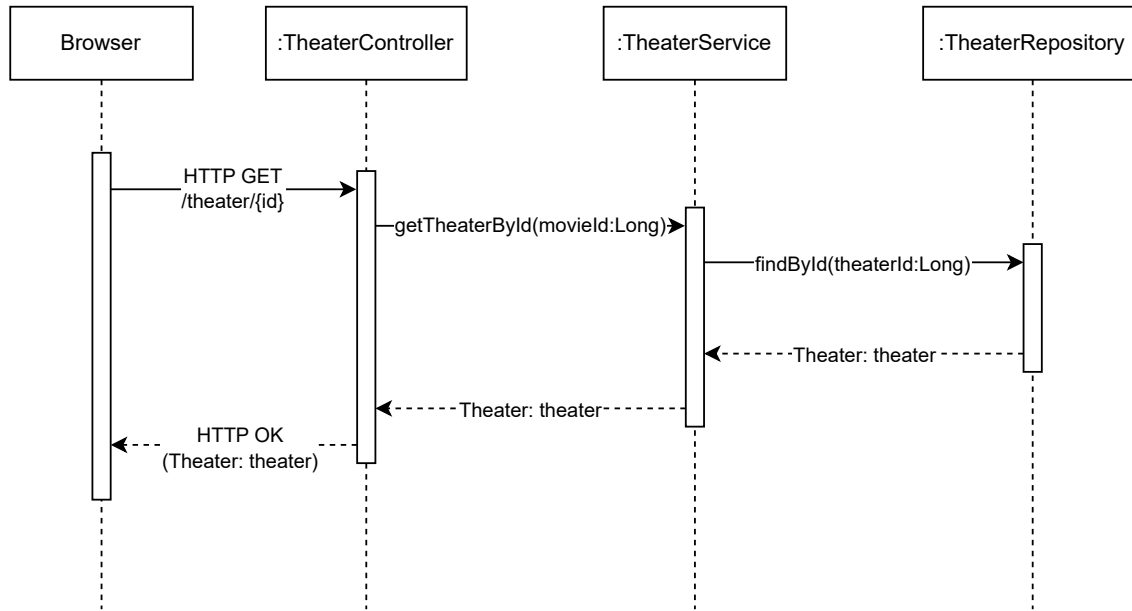 Browser
:TheaterController
:TheaterService
:TheaterRepository
HTTP GET
/theater/{id}
getTheaterById(movieId:Long)
findById(theaterId:Long)
Theater: theater
Theater: theater
HTTP OK
(Theater: theater)